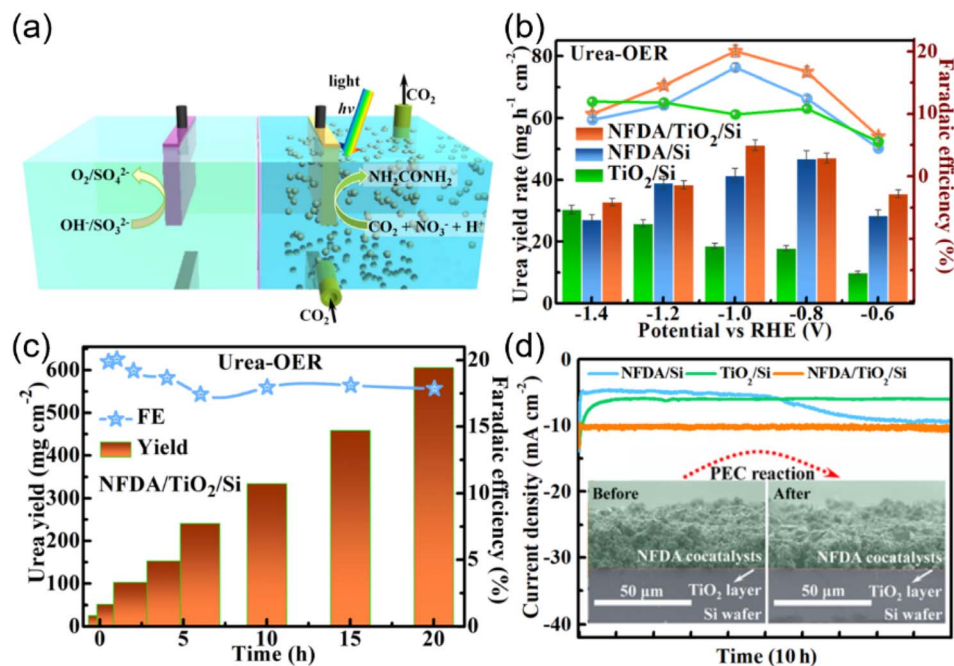 (a)
light
hν
CO2
O2/SO4 2-
OH-/SO3 2-
NH2CONH2
CO2 + NO3- + H+
CO2
(b)
Urea-OER
Urea yield rate (mg h-1 cm-2)
80
60
40
20
0
NFDA/TiO2/Si
NFDA/Si
TiO2/Si
20
10
0
Faradaic efficiency (%)
-1.4
-1.2
-1.0
-0.8
-0.6
Potential vs RHE (V)
(c)
Urea-OER
Urea yield (mg cm-2)
600
500
400
300
200
100
0
FE
Yield
NFDA/TiO2/Si
20
15
10
5
0
Faradaic efficiency (%)
0
5
10
15
20
Time (h)
(d)
Current density (mA cm-2)
0
-10
-20
-30
-40
NFDA/Si
TiO2/Si
NFDA/TiO2/Si
PEC reaction
Before
After
NFDA cocatalysts
NFDA cocatalysts
TiO2 layer
TiO2 layer
50 µm
50 µm
Si wafer
Si wafer
Time (10 h)